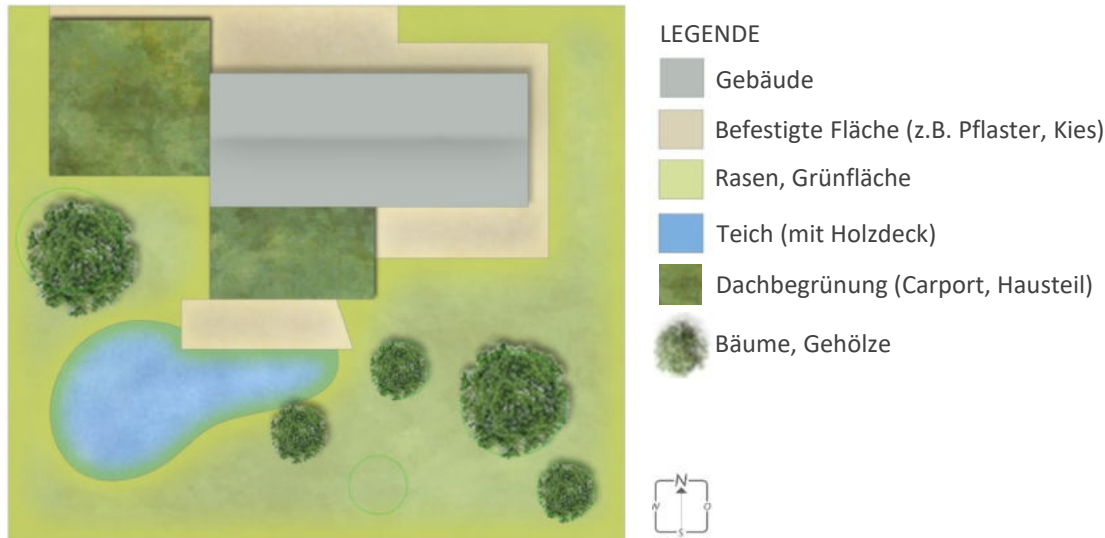 LEGENDE
Gebäude
Befestigte Fläche (z.B. Pflaster, Kies)
Rasen, Grünfläche
Teich (mit Holzdeck)
Dachbegrünung (Carport, Hausteil)
Bäume, Gehölze
N
W O
S